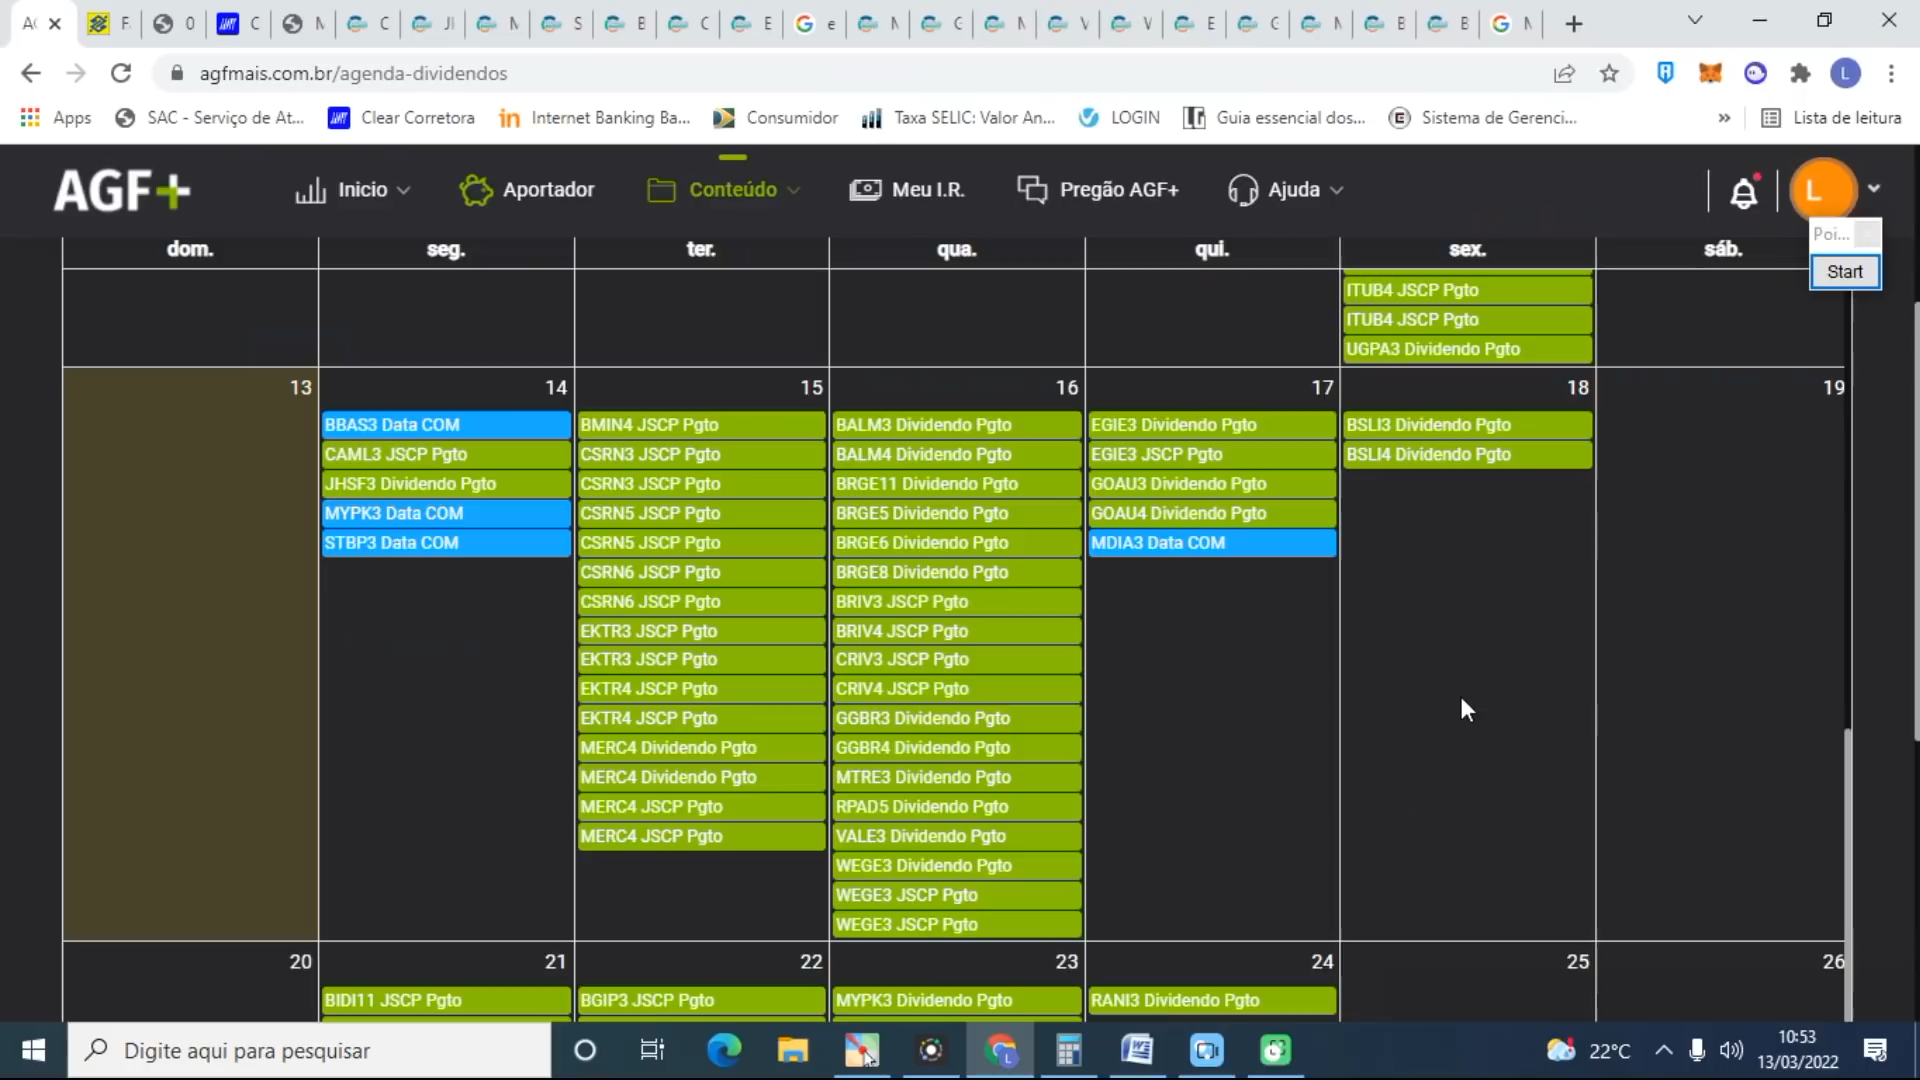 F
0
C
N
C
JI
N
S
B
C
E
e
N
C
N
V
V
E
C
N
B
B
N
agfmais.com.br/agenda-dividendos
L
Apps
SAC - Serviço de At...
Clear Corretora
in Internet Banking Ba...
Consumidor
Taxa SELIC: Valor An...
LOGIN
Guia essencial dos...
Sistema de Gerenci...
»
Lista de leitura
AGF+
Inicio
Aportador
Conteúdo
Meu I.R.
Pregão AGF+
Ajuda
L
Poi...
Start
dom.
seg.
ter.
qua.
qui.
sex.
sáb.
ITUB4 JSCP Pgto
ITUB4 JSCP Pgto
UGPA3 Dividendo Pgto
13
14
BBAS3 Data COM
CAML3 JSCP Pgto
JHSF3 Dividendo Pgto
MYPK3 Data COM
STBP3 Data COM
15
BMIN4 JSCP Pgto
CSRN3 JSCP Pgto
CSRN3 JSCP Pgto
CSRN5 JSCP Pgto
CSRN5 JSCP Pgto
CSRN6 JSCP Pgto
CSRN6 JSCP Pgto
EKTR3 JSCP Pgto
EKTR3 JSCP Pgto
EKTR4 JSCP Pgto
EKTR4 JSCP Pgto
MERC4 Dividendo Pgto
MERC4 Dividendo Pgto
MERC4 JSCP Pgto
MERC4 JSCP Pgto
16
BALM3 Dividendo Pgto
BALM4 Dividendo Pgto
BRGE11 Dividendo Pgto
BRGE5 Dividendo Pgto
BRGE6 Dividendo Pgto
BRGE8 Dividendo Pgto
BRIV3 JSCP Pgto
BRIV4 JSCP Pgto
CRIV3 JSCP Pgto
CRIV4 JSCP Pgto
GGBR3 Dividendo Pgto
GGBR4 Dividendo Pgto
MTRE3 Dividendo Pgto
RPAD5 Dividendo Pgto
VALE3 Dividendo Pgto
WEGE3 Dividendo Pgto
WEGE3 JSCP Pgto
WEGE3 JSCP Pgto
17
EGIE3 Dividendo Pgto
EGIE3 JSCP Pgto
GOAU3 Dividendo Pgto
GOAU4 Dividendo Pgto
MDIA3 Data COM
18
BSLI3 Dividendo Pgto
BSLI4 Dividendo Pgto
19
20
21
BIDI11 JSCP Pgto
22
BGIP3 JSCP Pgto
23
MYPK3 Dividendo Pgto
24
RANI3 Dividendo Pgto
25
26
Digite aqui para pesquisar
22°C
10:53
13/03/2022